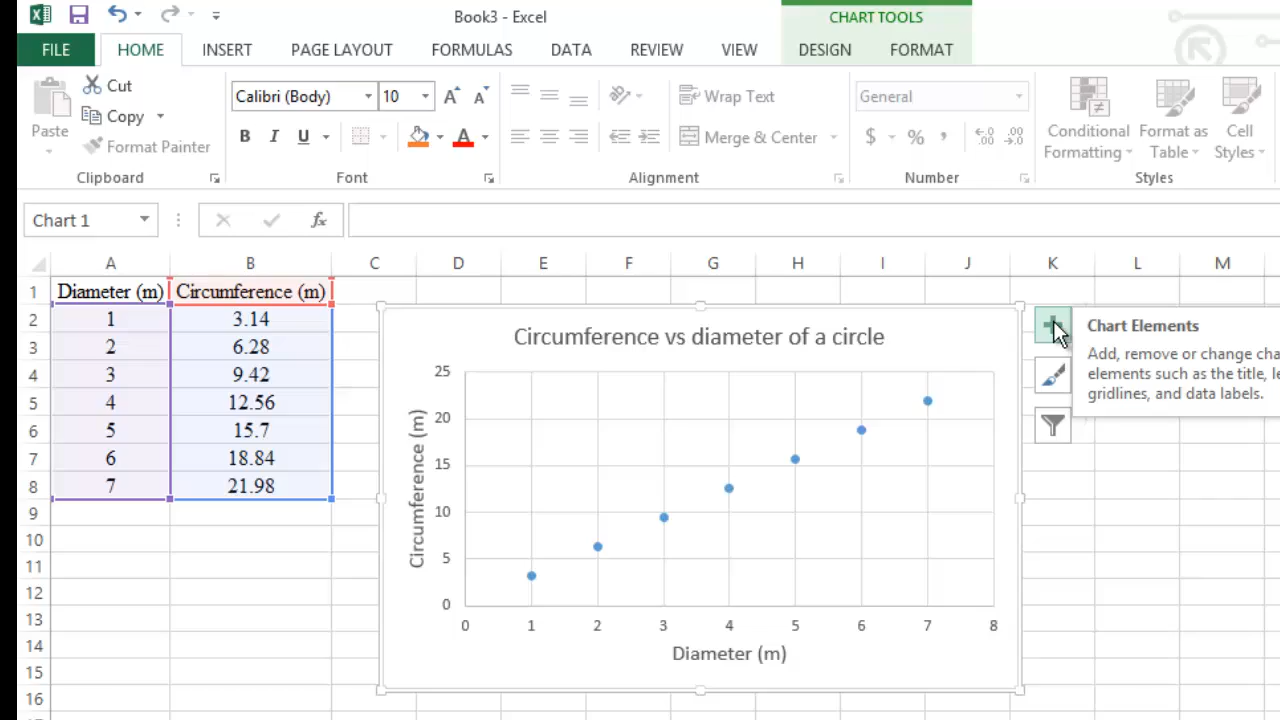 Book3 - Excel
CHART TOOLS
FILE HOME INSERT PAGE LAYOUT FORMULAS DATA REVIEW VIEW DESIGN FORMAT
Paste
Cut
Copy
Format Painter
Clipboard
Calibri (Body) 10
A A
B I U A
Font
Wrap Text
Merge & Center
Alignment
General
$ % , .0 .00 .00 .0
Number
Conditional Formatting
Format as Table
Cell Styles
Styles
Chart 1 fx
A B C D E F G H I J K L M
1 Diameter (m) Circumference (m)
2 1 3.14
3 2 6.28
4 3 9.42
5 4 12.56
6 5 15.7
7 6 18.84
8 7 21.98
9
10
11
12
13
14
15
16
Circumference vs diameter of a circle
25
20
15
10
5
0
Circumference (m)
0 1 2 3 4 5 6 7 8
Diameter (m)
Chart Elements
Add, remove or change cha
elements such as the title, le
gridlines, and data labels.